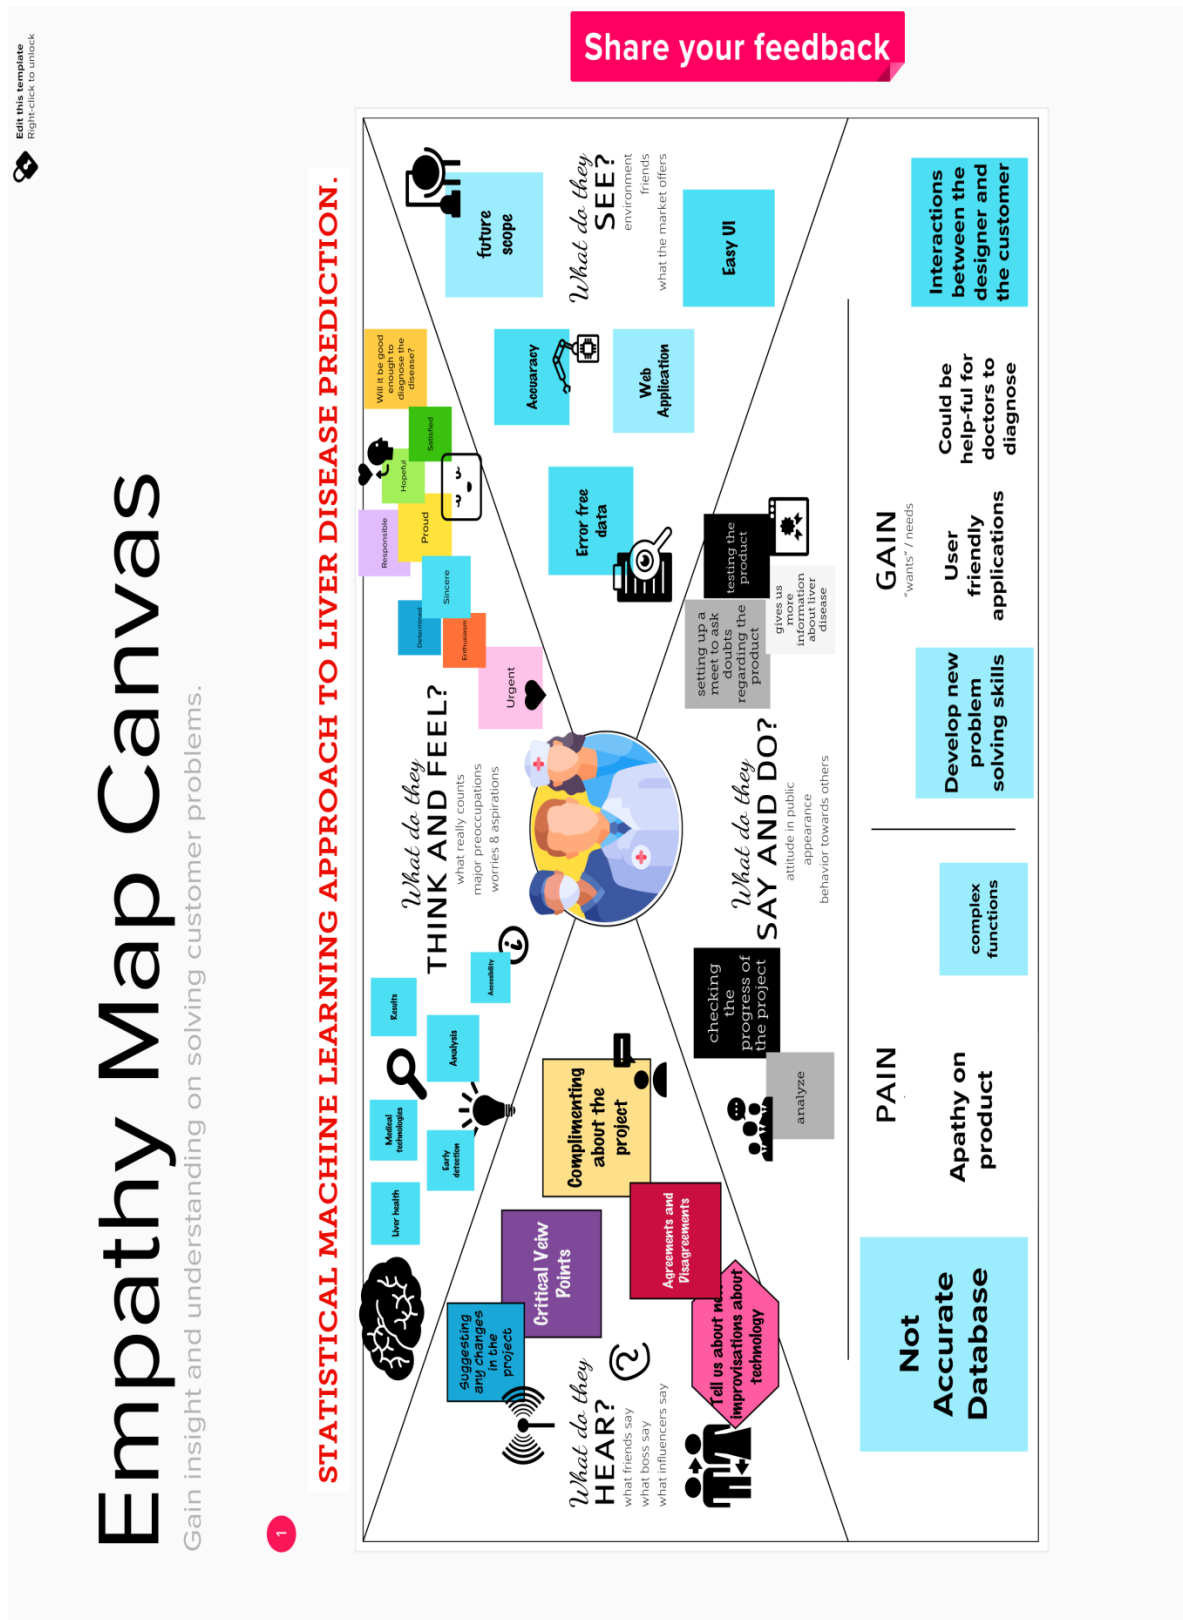 Edit this template
Right-click to unlock
Share your feedback
Empathy Map Canvas
Gain insight and understanding on solving customer problems.
1
STATISTICAL MACHINE LEARNING APPROACH TO LIVER DISEASE PREDICTION.
What do they
THINK AND FEEL?
what really counts
major preoccupations
worries & aspirations
Liver health
Medical
technologies
Results
Early
detection
Analysis
Accessibility
Urgent
Enthusiasm
Determined
Sincere
Responsible
Proud
Hopeful
Satisfied
Will it be good
enough to
diagnose the
disease?
What do they
HEAR?
what friends say
what boss say
what influencers say
Suggesting
any changes
in the
project
Critical Veiw
Points
Complimenting
about the
project
Agreements and
Disagreements
Tell us about
improvisations about
technology
What do they
SEE?
environment
friends
what the market offers
future
scope
Accuaracy
Web
Application
Easy UI
Error free
data
What do they
SAY AND DO?
attitude in public
appearance
behavior towards others
checking
the
progress of
the project
analyze
setting up a
meet to ask
doubts
regarding the
product
testing the
product
gives us
more
information
about liver
disease
PAIN
Not
Accurate
Database
Apathy on
product
complex
functions
GAIN
"wants" / needs
Develop new
problem
solving skills
User
friendly
applications
Could be
help-ful for
doctors to
diagnose
Interactions
between the
designer and
the customer